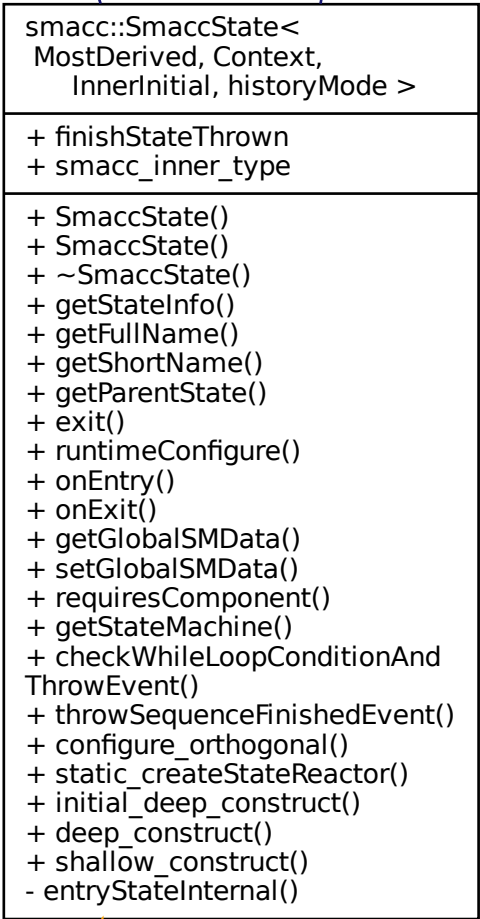 smacc::SmaccState<
MostDerived, Context,
InnerInitial, historyMode >
+ finishStateThrown
+ smacc_inner_type
+ SmaccState()
+ SmaccState()
+ ~SmaccState()
+ getStateInfo()
+ getFullName()
+ getShortName()
+ getParentState()
+ exit()
+ runtimeConfigure()
+ onEntry()
+ onExit()
+ getGlobalSMData()
+ setGlobalSMData()
+ requiresComponent()
+ getStateMachine()
+ checkWhileLoopConditionAnd
ThrowEvent()
+ throwSequenceFinishedEvent()
+ configure_orthogonal()
+ static_createStateReactor()
+ initial_deep_construct()
+ deep_construct()
+ shallow_construct()
- entryStateInternal()